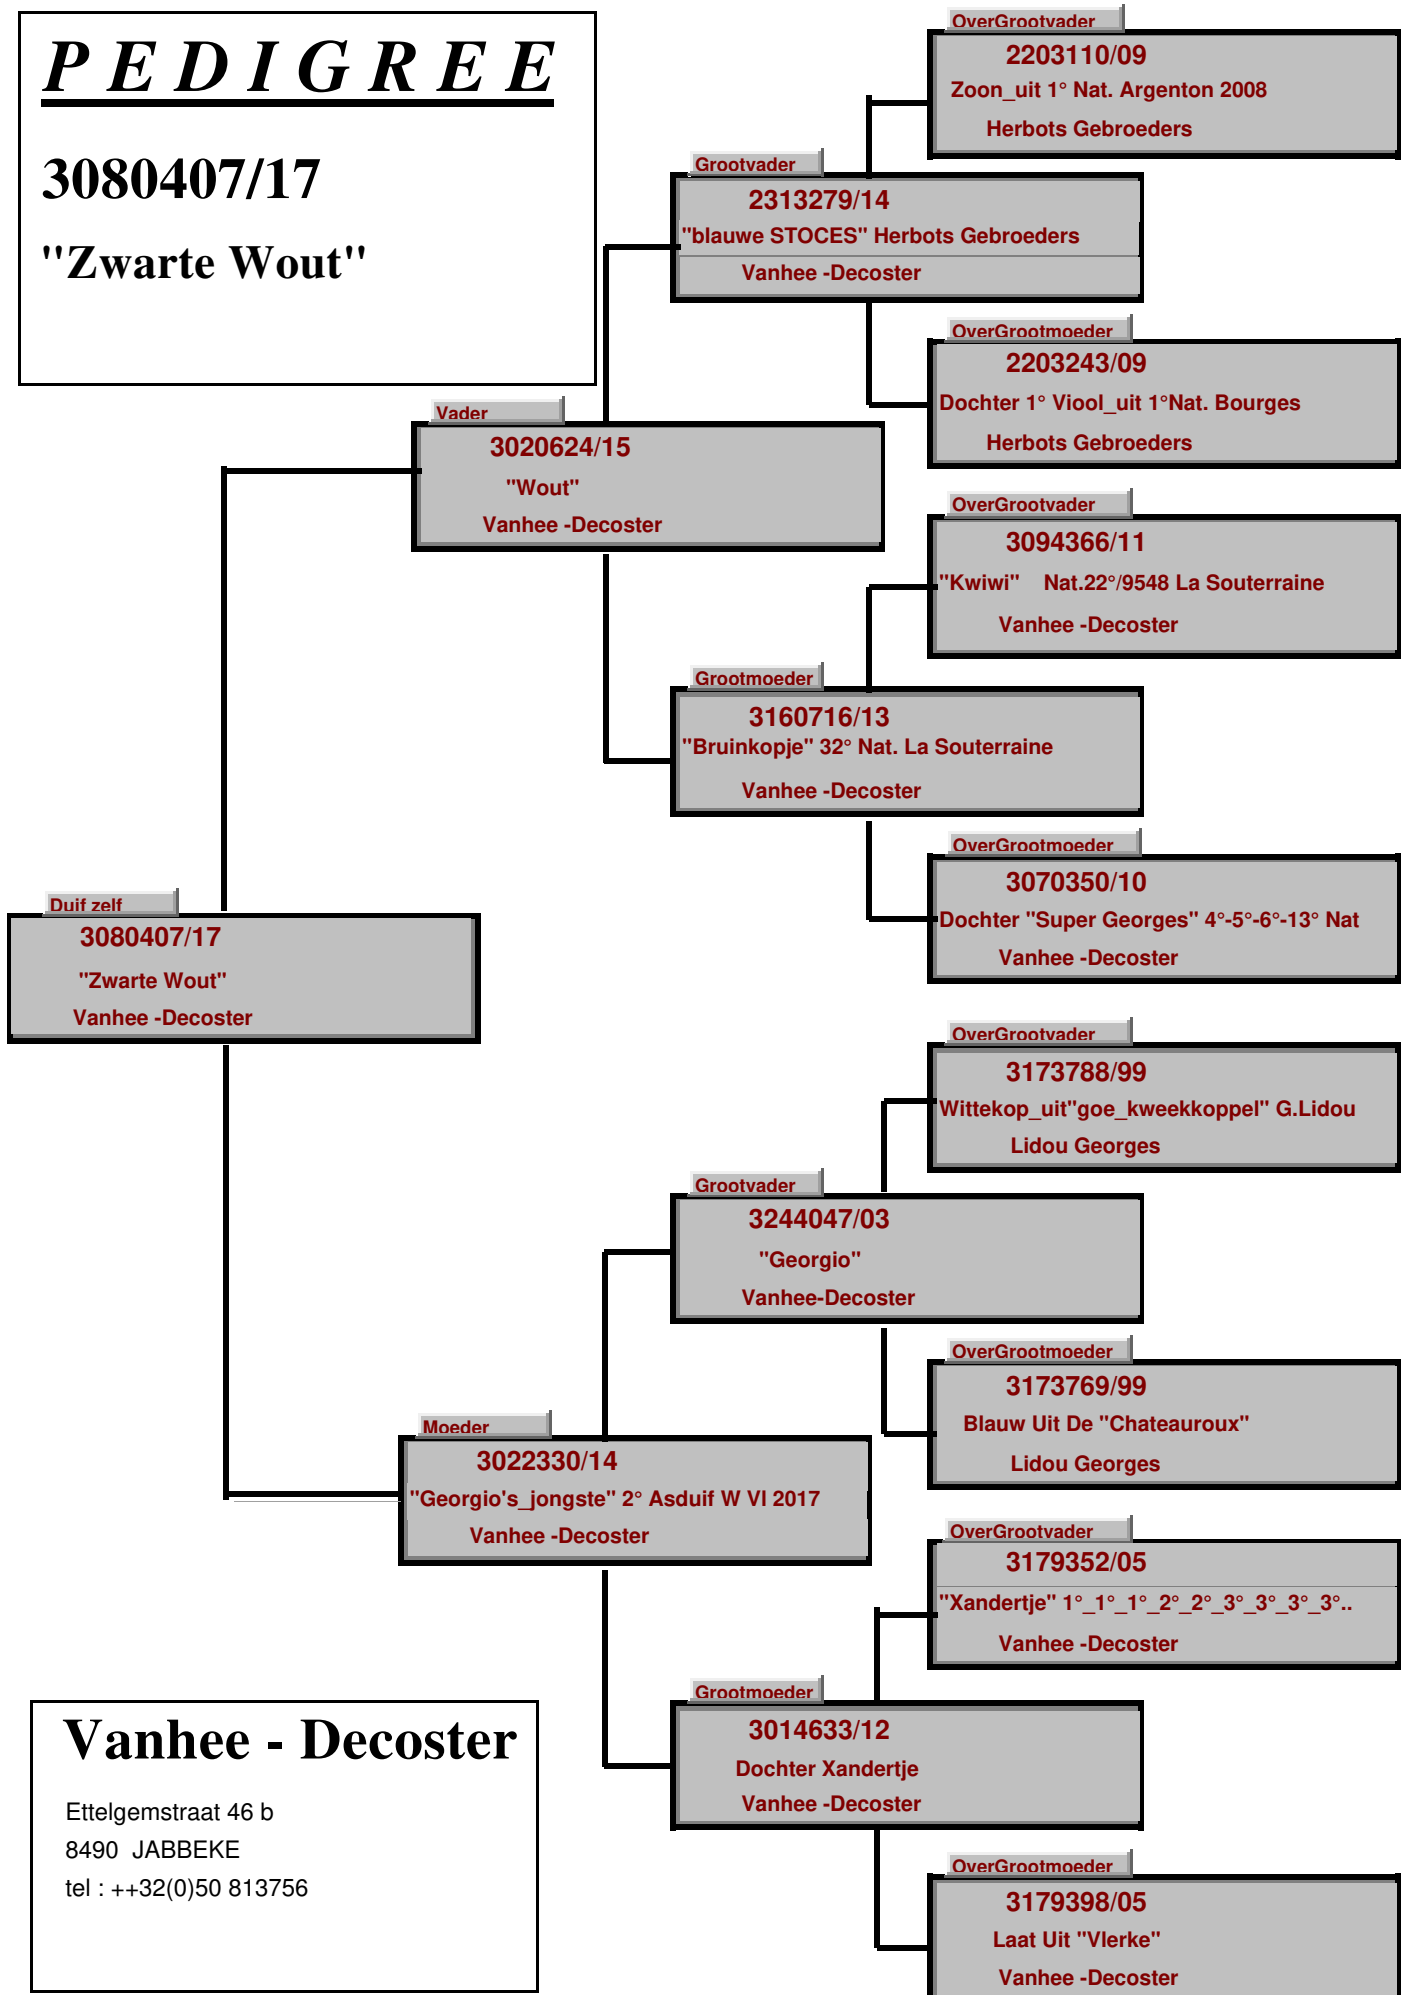 P E D I G R E E
3080407/17
"Zwarte Wout"
OverGrootvader
2203110/09
Zoon_uit 1° Nat. Argenton 2008
Herbots Gebroeders
Grootvader
2313279/14
"blauwe STOCES" Herbots Gebroeders
Vanhee -Decoster
OverGrootmoeder
2203243/09
Dochter 1° Viool_uit 1°Nat. Bourges
Herbots Gebroeders
Vader
3020624/15
"Wout"
Vanhee -Decoster
OverGrootvader
3094366/11
"Kwiwi" Nat.22°/9548 La Souterraine
Vanhee -Decoster
Grootmoeder
3160716/13
"Bruinkopje" 32° Nat. La Souterraine
Vanhee -Decoster
OverGrootmoeder
3070350/10
Dochter "Super Georges" 4°-5°-6°-13° Nat
Vanhee -Decoster
Duif zelf
3080407/17
"Zwarte Wout"
Vanhee -Decoster
OverGrootvader
3173788/99
Wittekop_uit"goe_kweekkoppel" G.Lidou
Lidou Georges
Grootvader
3244047/03
"Georgio"
Vanhee-Decoster
OverGrootmoeder
3173769/99
Blauw Uit De "Chateauroux"
Lidou Georges
Moeder
3022330/14
"Georgio's_jongste" 2° Asduif W Vl 2017
Vanhee -Decoster
OverGrootvader
3179352/05
"Xandertje" 1°_1°_1°_2°_2°_3°_3°_3°_3°..
Vanhee -Decoster
Grootmoeder
3014633/12
Dochter Xandertje
Vanhee -Decoster
OverGrootmoeder
3179398/05
Laat Uit "Vlerke"
Vanhee -Decoster
Vanhee - Decoster
Ettelgemstraat 46 b
8490 JABBEKE
tel : ++32(0)50 813756